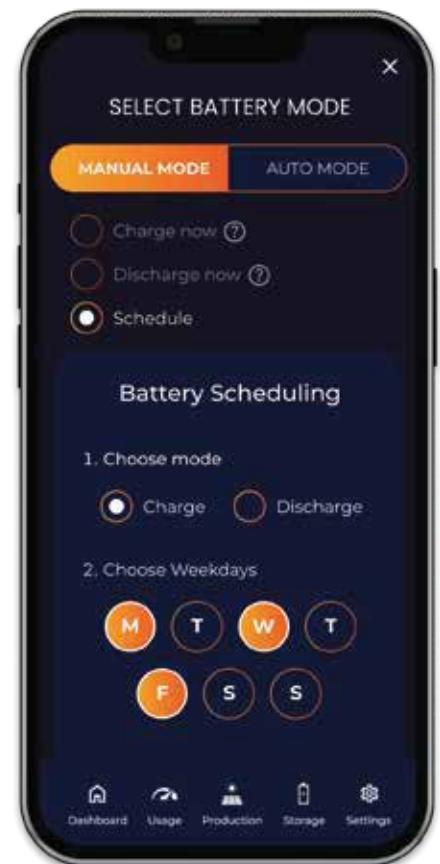 SELECT BATTERY MODE
MANUAL MODE AUTO MODE
Charge now ?
Discharge now ?
Schedule
Battery Scheduling
1. Choose mode
Charge Discharge
2. Choose Weekdays
M T W T
F S S
Dashboard Usage Production Storage Settings